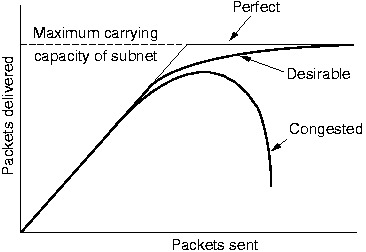 Perfect
Maximum carrying
capacity of subnet
Desirable
Congested
Packets delivered
Packets sent